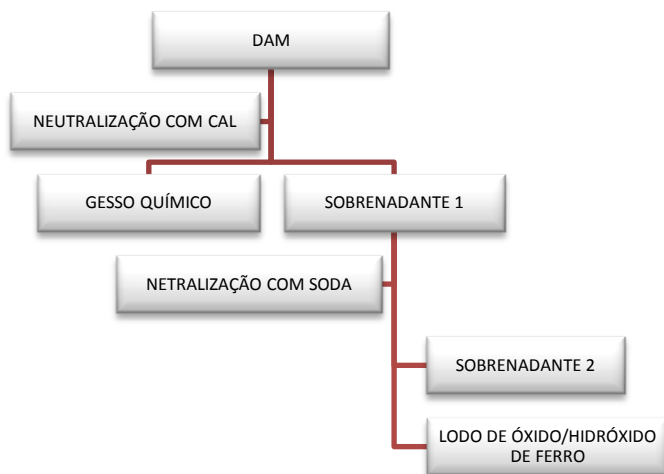 DAM
NEUTRALIZAÇÃO COM CAL
GESSO QUÍMICO
SOBRENADANTE 1
NETRALIZAÇÃO COM SODA
SOBRENADANTE 2
LODO DE ÓXIDO/HIDRÓXIDO
DE FERRO